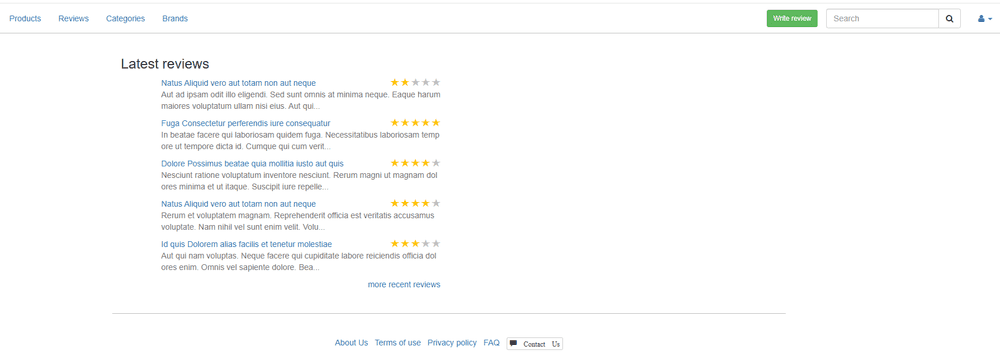 Products Reviews Categories Brands Write review Search
Latest reviews
Natus Aliquid vero aut totam non aut neque
Aut ad ipsam odit illo eligendi. Sed sunt omnis at minima neque. Eaque harum
maiores voluptatum ullam nisi eius. Aut qui...
Fuga Consectetur perferendis iure consequatur
In beatae facere qui laboriosam quidem fuga. Necessitatibus laboriosam temp
ore ut tempore dicta id. Cumque qui cum verit...
Dolore Possimus beatae quia mollitia iusto aut quis
Nesciunt ratione voluptatum inventore nesciunt. Rerum magni ut magnam dol
ores minima et ut itaque. Suscipit iure repelle...
Natus Aliquid vero aut totam non aut neque
Rerum et voluptatem magnam. Reprehenderit officia est veritatis accusamus
voluptate. Nam nihil vel sunt enim velit. Volu...
Id quis Dolorem alias facilis et tenetur molestiae
Aut qui nam voluptas. Neque facere qui cupiditate labore reiciendis officia dol
ores enim. Omnis vel sapiente dolore. Bea...
more recent reviews
About Us Terms of use Privacy policy FAQ Contact Us